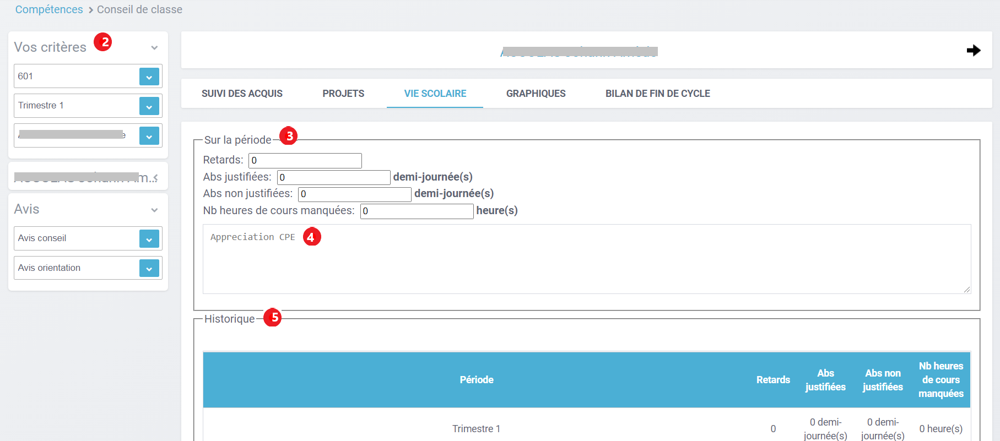 Compétences > Conseil de classe
Vos critères 2
601
Trimestre 1
Avis
Avis conseil
Avis orientation
SUIVI DES ACQUIS PROJETS VIE SCOLAIRE GRAPHIQUES BILAN DE FIN DE CYCLE
Sur la période 3
Retards: 0
Abs justifiées: 0 demi-journée(s)
Abs non justifiées: 0 demi-journée(s)
Nb heures de cours manquées: 0 heure(s)
Appreciation CPE 4
Historique 5
Période Retards Abs justifiées Abs non justifiées Nb heures de cours manquées
Trimestre 1 0 0 demi-journée(s) 0 demi-journée(s) 0 heure(s)